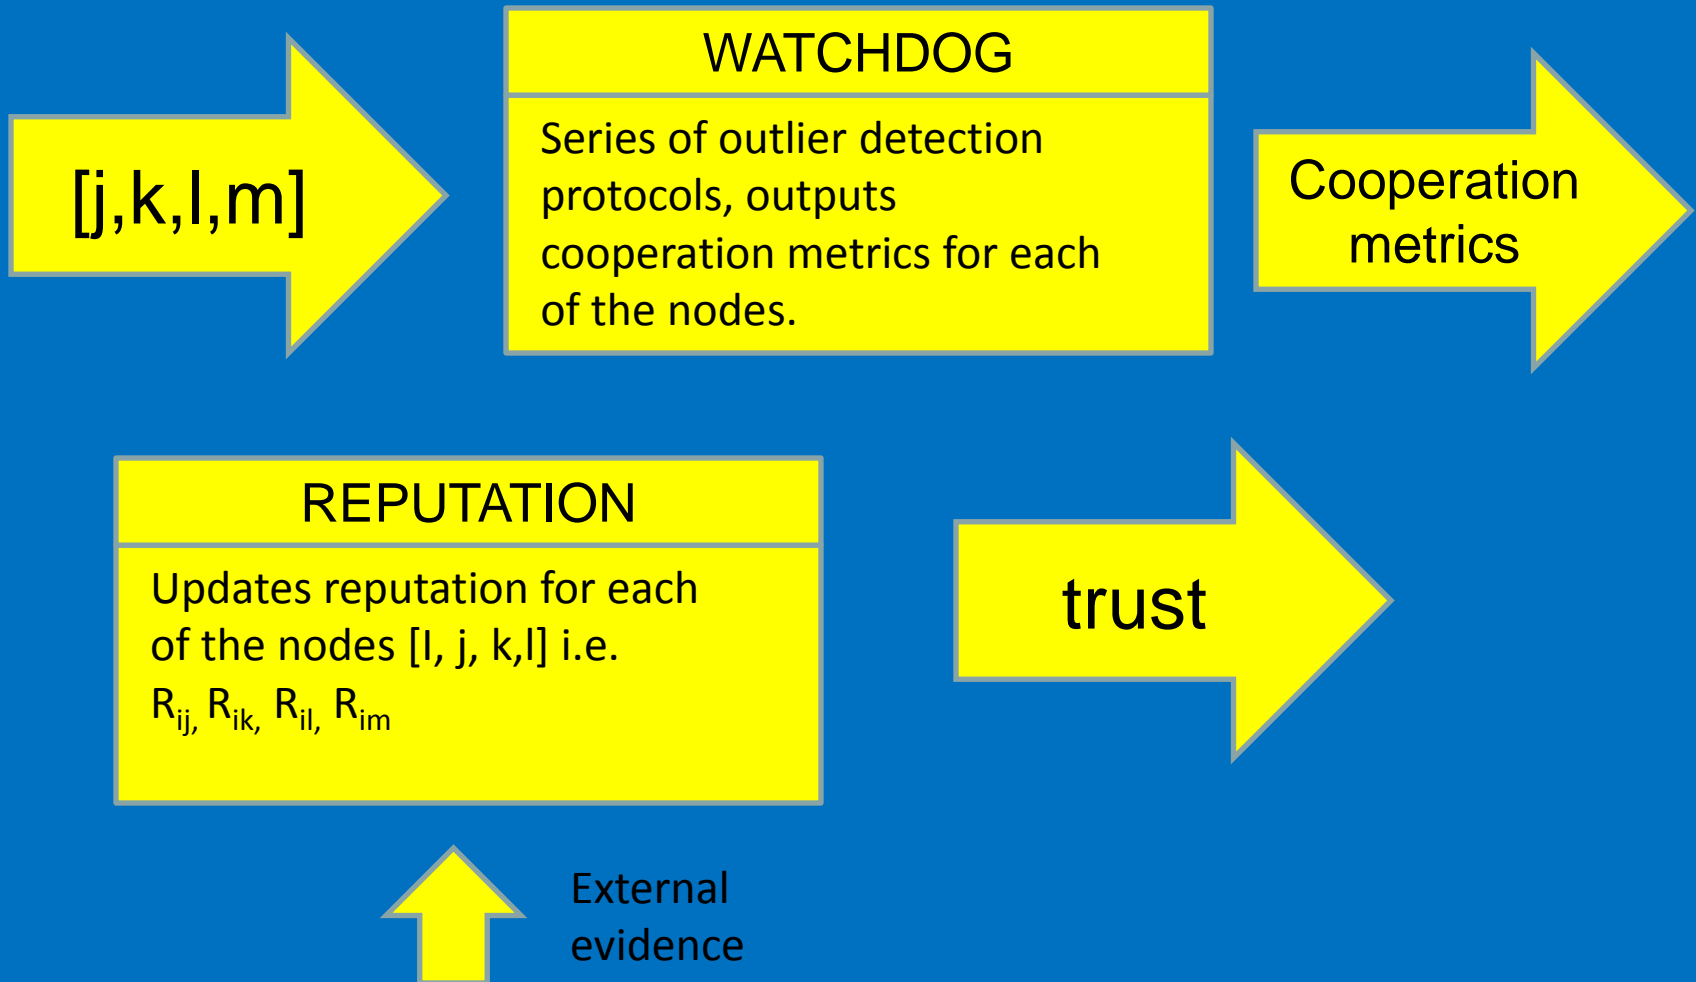 [j,k,l,m]
WATCHDOG
Series of outlier detection
protocols, outputs
cooperation metrics for each
of the nodes.
Cooperation
metrics
REPUTATION
Updates reputation for each
of the nodes [I, j, k,l] i.e.
Rij, Rik, Ril, Rim
trust
External
evidence